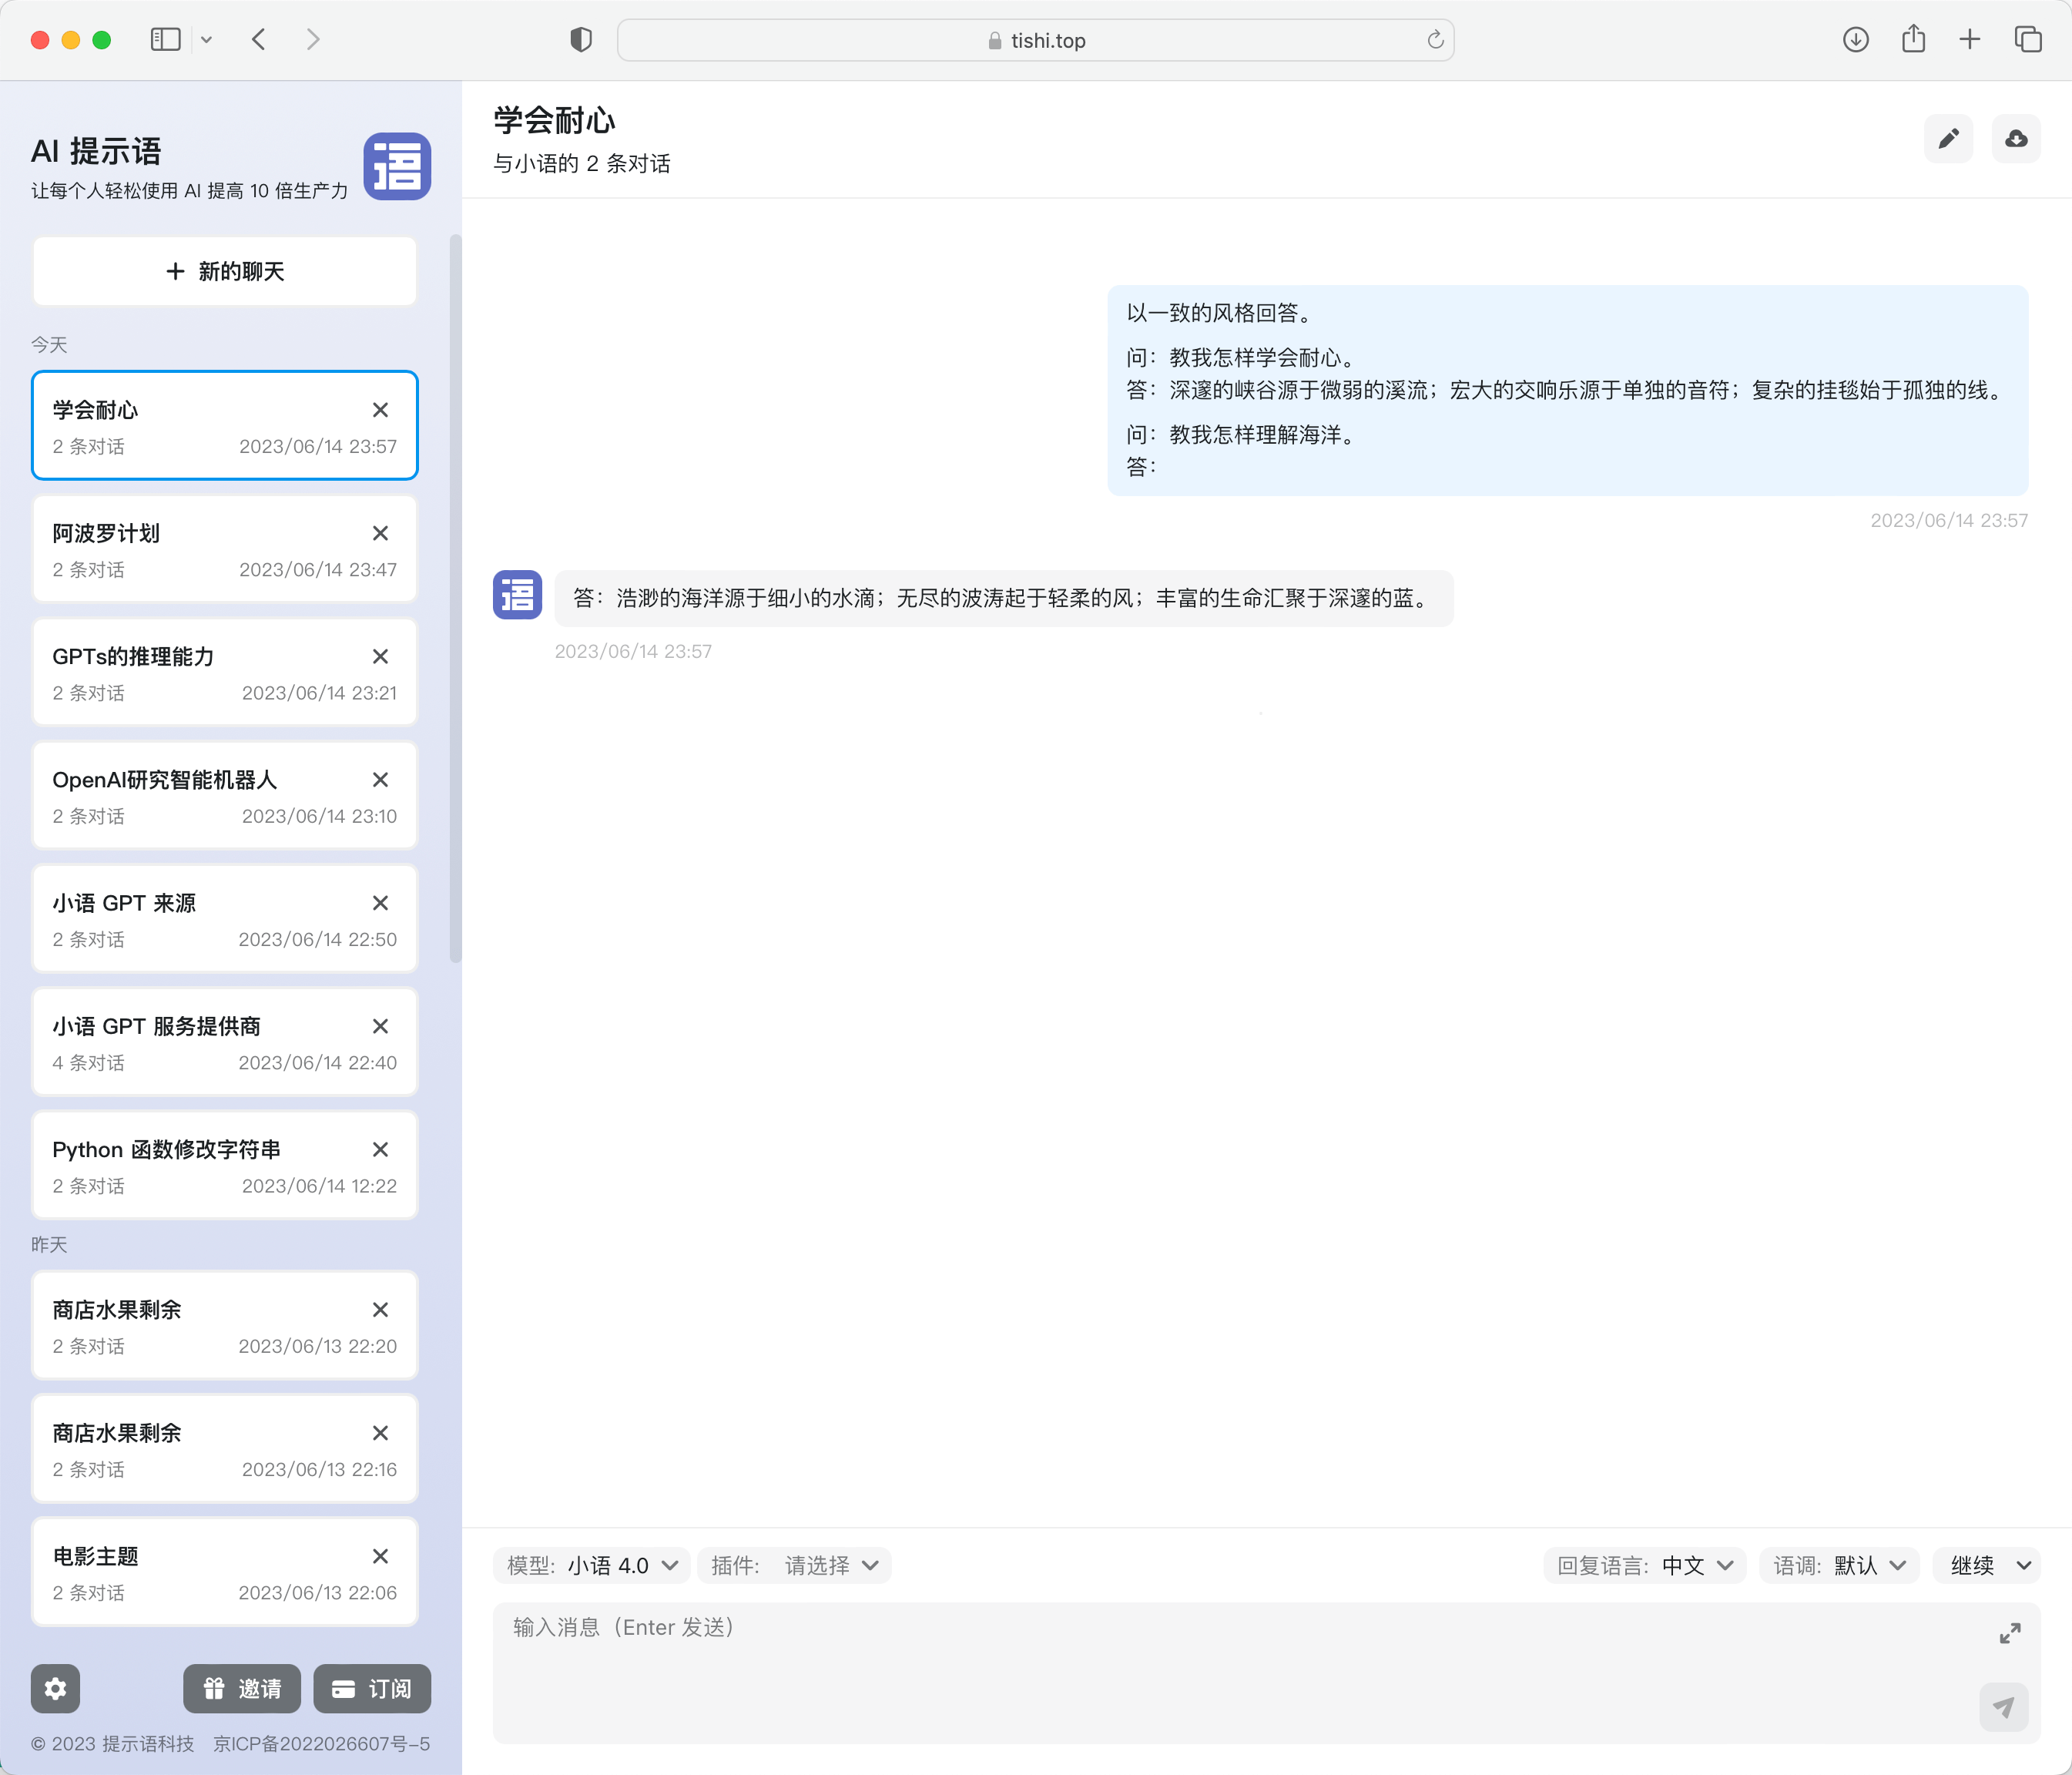 tishi.top
AI 提示语
让每个人轻松使用 AI 提高 10 倍生产力
语
新的聊天
今天
学会耐心
2 条对话 2023/06/14 23:57
阿波罗计划
2 条对话 2023/06/14 23:47
GPTs的推理能力
2 条对话 2023/06/14 23:21
OpenAI研究智能机器人
2 条对话 2023/06/14 23:10
小语 GPT 来源
2 条对话 2023/06/14 22:50
小语 GPT 服务提供商
4 条对话 2023/06/14 22:40
Python 函数修改字符串
2 条对话 2023/06/14 12:22
昨天
商店水果剩余
2 条对话 2023/06/13 22:20
商店水果剩余
2 条对话 2023/06/13 22:16
电影主题
2 条对话 2023/06/13 22:06
邀请 订阅
© 2023 提示语科技 京ICP备2022026607号-5
学会耐心
与小语的 2 条对话
以一致的风格回答。
问：教我怎样学会耐心。
答：深邃的峡谷源于微弱的溪流；宏大的交响乐源于单独的音符；复杂的挂毯始于孤独的线。
问：教我怎样理解海洋。
答：
2023/06/14 23:57
语
答：浩渺的海洋源于细小的水滴；无尽的波涛起于轻柔的风；丰富的生命汇聚于深邃的蓝。
2023/06/14 23:57
模型: 小语 4.0 插件: 请选择 回复语言: 中文 语调: 默认 继续
输入消息（Enter 发送）